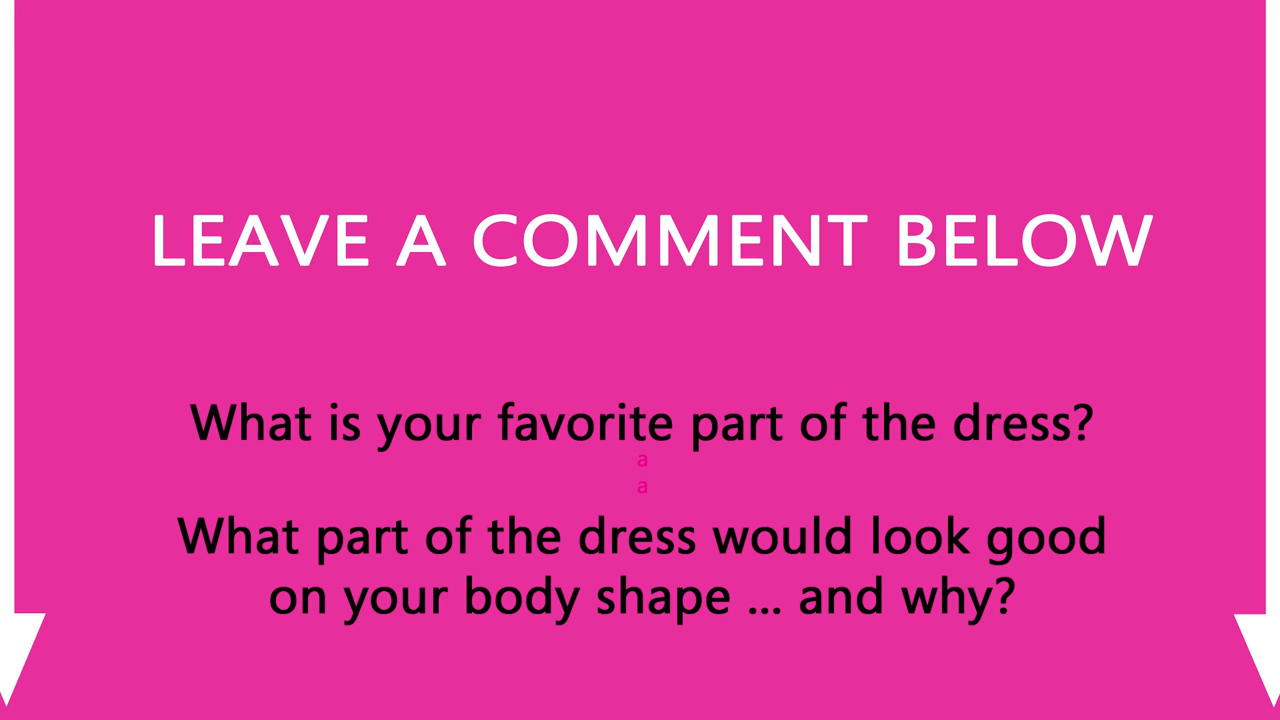 LEAVE A COMMENT BELOW
What is your favorite part of the dress?
a
a
What part of the dress would look good
on your body shape ... and why?